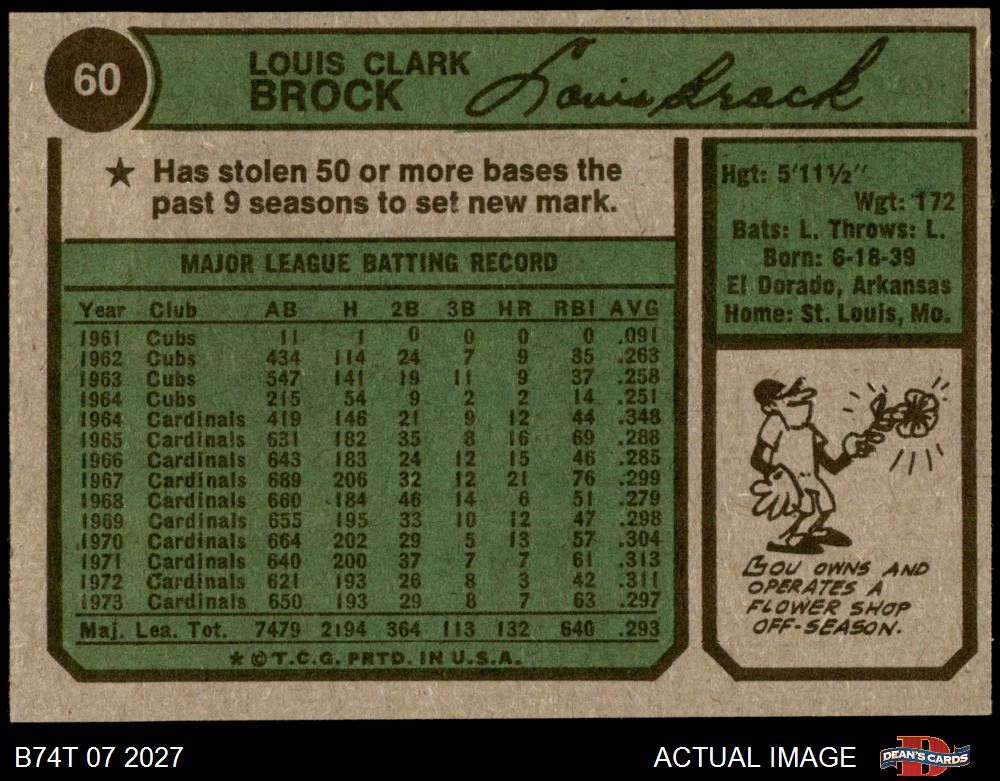 60
LOUIS CLARK
BROCK
Louis Brock
★ Has stolen 50 or more bases the
past 9 seasons to set new mark.
MAJOR LEAGUE BATTING RECORD
Year Club AB H 2B 3B HR RBI AVG
1961 Cubs 11 1 0 0 0 0 .091
1962 Cubs 434 114 24 7 9 35 .263
1963 Cubs 547 141 19 11 9 37 .258
1964 Cubs 215 54 9 2 2 14 .251
1964 Cardinals 419 146 21 9 12 44 .348
1965 Cardinals 631 182 35 8 16 69 .288
1966 Cardinals 643 183 24 12 15 46 .285
1967 Cardinals 689 206 32 12 21 76 .299
1968 Cardinals 660 184 46 14 6 51 .279
1969 Cardinals 655 195 33 10 12 47 .298
1970 Cardinals 664 202 29 5 13 57 .304
1971 Cardinals 640 200 37 7 7 61 .313
1972 Cardinals 621 193 26 8 3 42 .311
1973 Cardinals 650 193 29 8 7 63 .297
Maj. Lea. Tot. 7479 2194 364 113 132 640 .293
★ © T.C.G. PRTD. IN U.S.A.
Hgt: 5'11½"
Wgt: 172
Bats: L. Throws: L.
Born: 6-18-39
El Dorado, Arkansas
Home: St. Louis, Mo.
LOU OWNS AND
OPERATES A
FLOWER SHOP
OFF-SEASON.
B74T 07 2027
ACTUAL IMAGE
DEAN'S CARDS